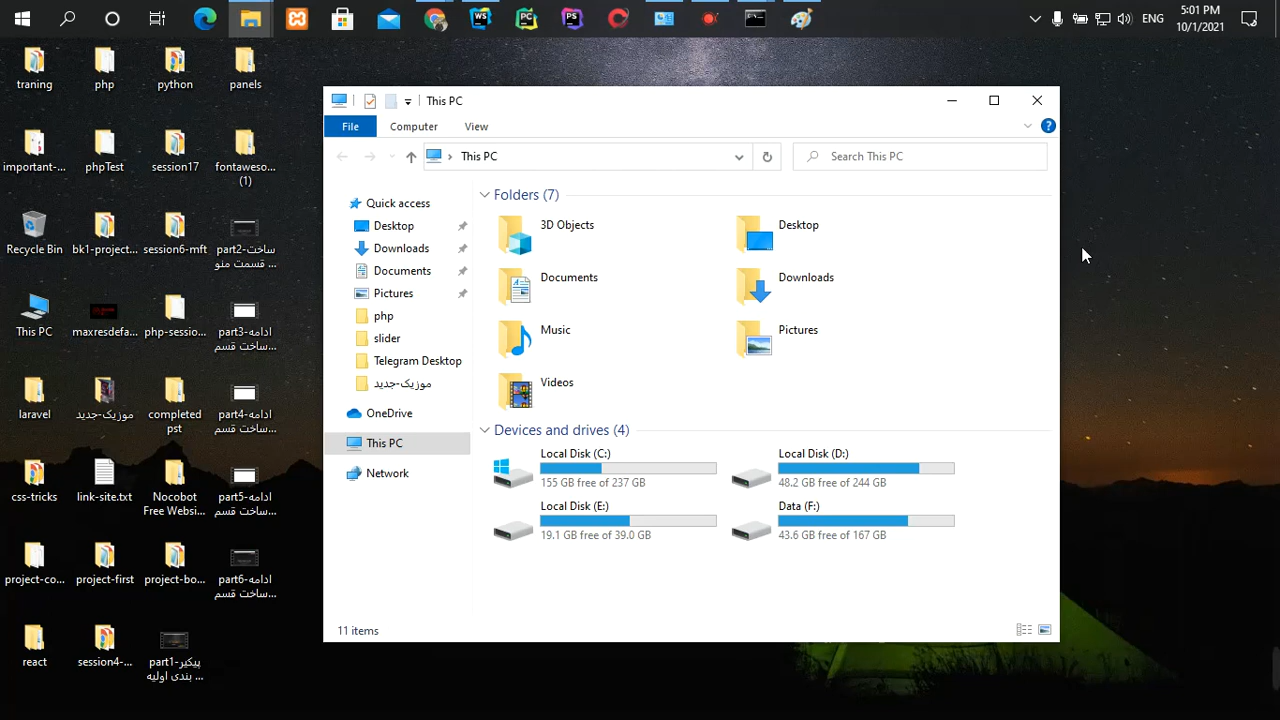 ENG
5:01 PM
10/1/2021
traning
php
python
panels
important-...
phpTest
session17
fontaweso...
(1)
Recycle Bin
bk1-project...
session6-mft
part2-ساخت
قسمت منو ...
This PC
maxresdefa...
php-sessio...
part3-ادامه
ساخت قسم...
laravel
موزیک-جدید
completed
pst
part4-ادامه
ساخت قسم...
css-tricks
link-site.txt
Nocobot
Free Websi...
part5-ادامه
ساخت قسم...
project-co...
project-first
project-bo...
part6-ادامه
ساخت قسم...
react
session4-...
part1-پیکیر
بندی اولیه ...
This PC
File
Computer
View
This PC
Search This PC
Quick access
Desktop
Downloads
Documents
Pictures
php
slider
Telegram Desktop
موزیک-جدید
OneDrive
This PC
Network
Folders (7)
3D Objects
Desktop
Documents
Downloads
Music
Pictures
Videos
Devices and drives (4)
Local Disk (C:)
155 GB free of 237 GB
Local Disk (D:)
48.2 GB free of 244 GB
Local Disk (E:)
19.1 GB free of 39.0 GB
Data (F:)
43.6 GB free of 167 GB
11 items